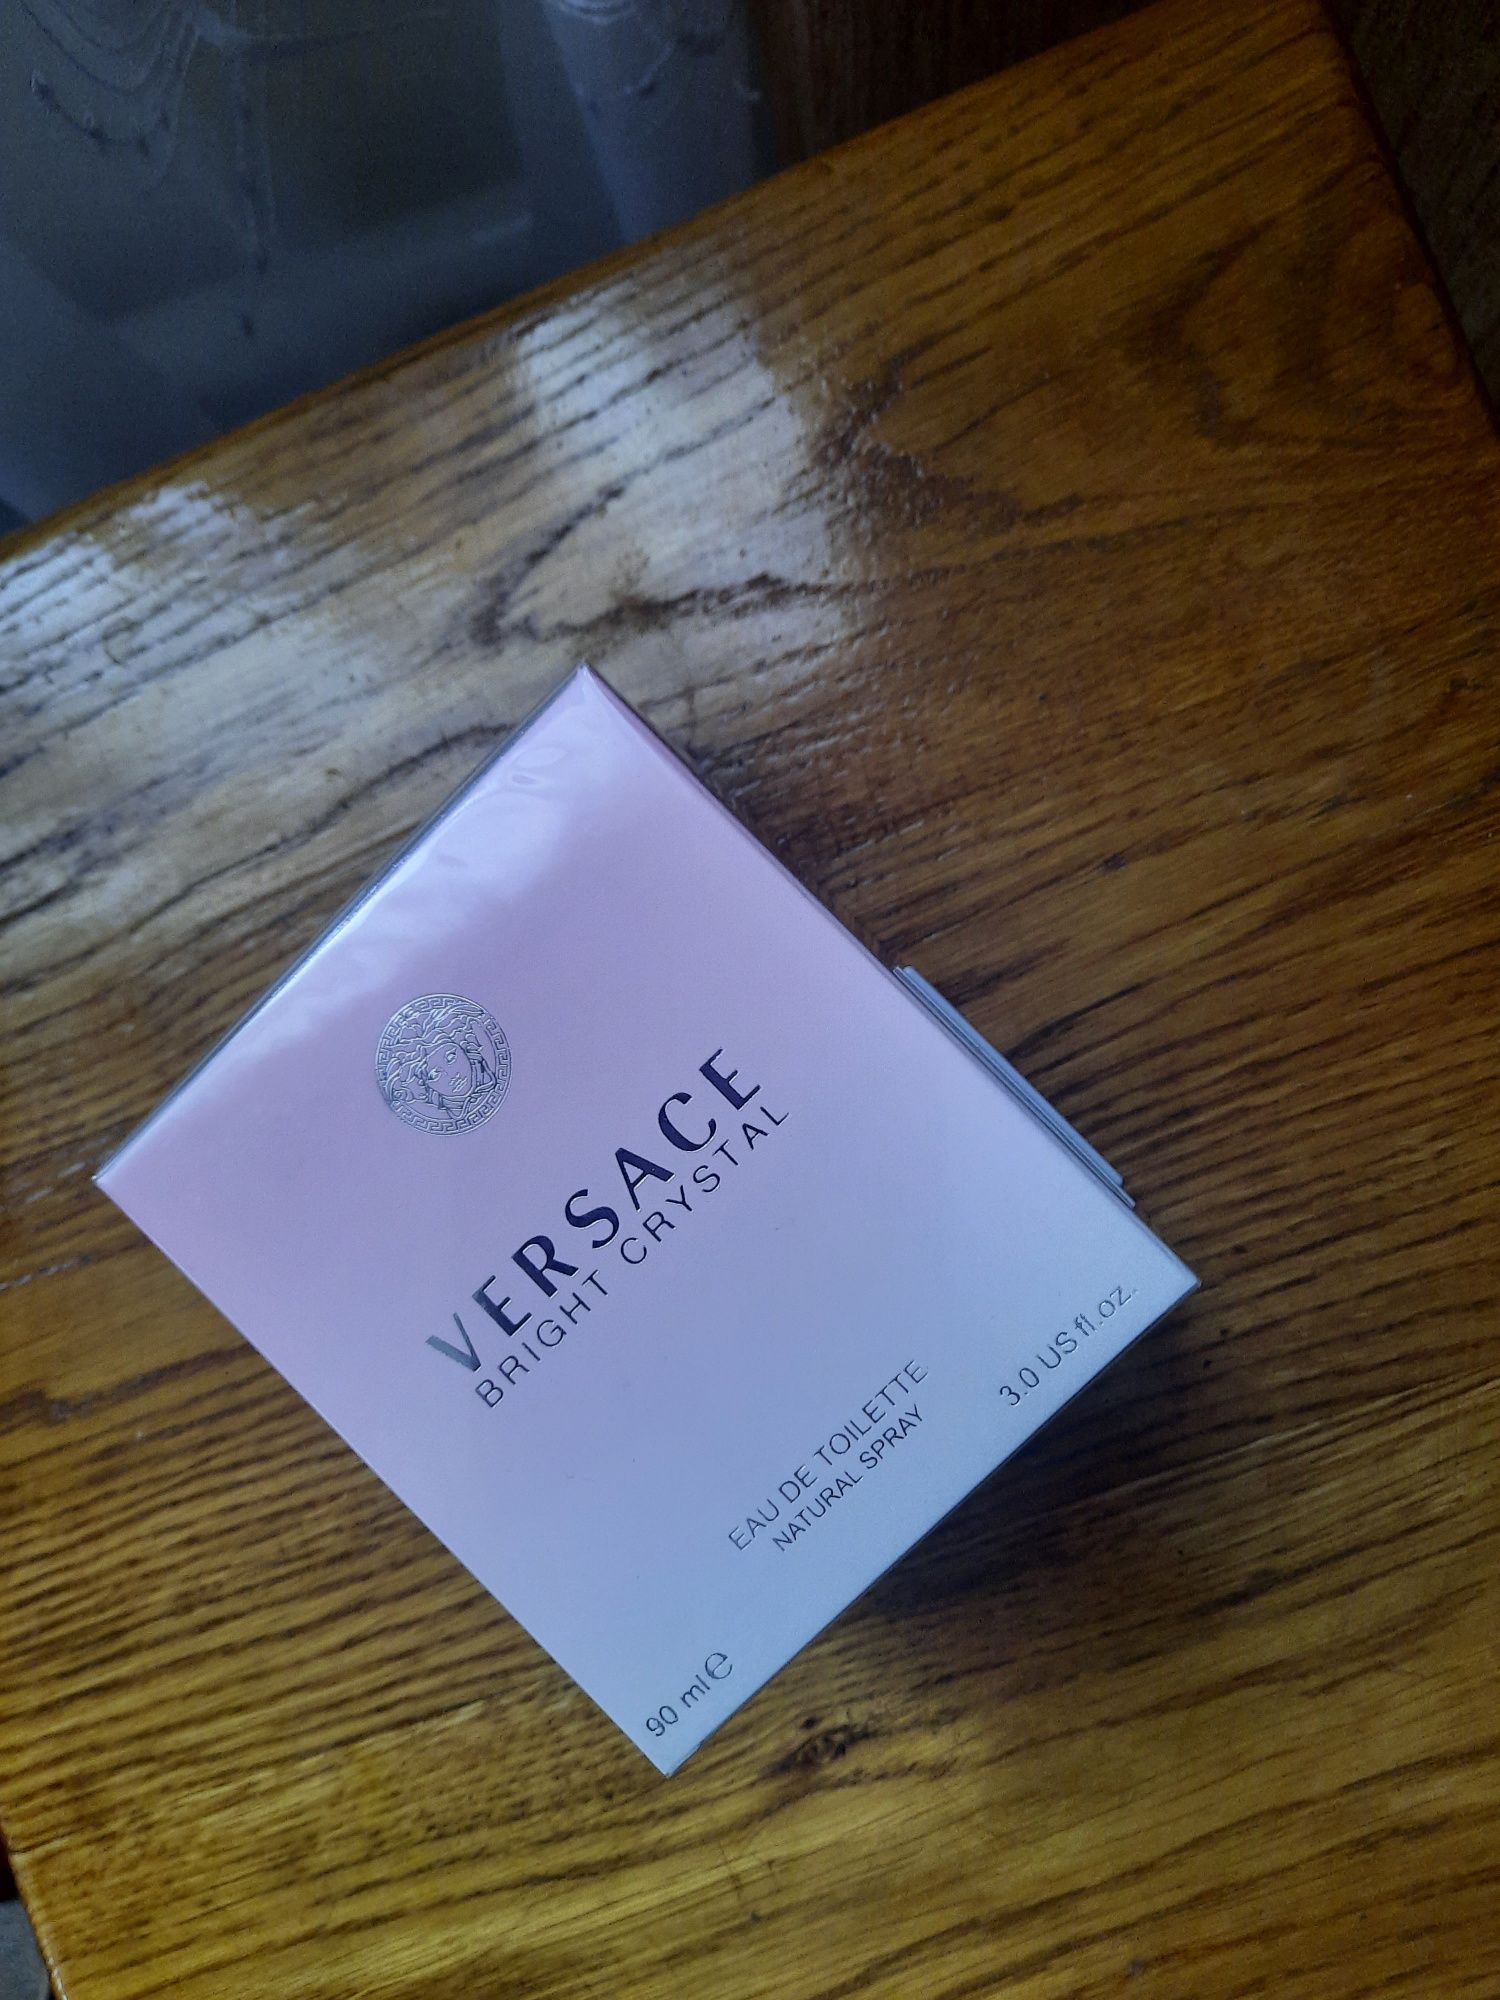 VERSACE
BRIGHT CRYSTAL
EAU DE TOILETTE
NATURAL SPRAY
90 ml e
3.0 US fl.oz.